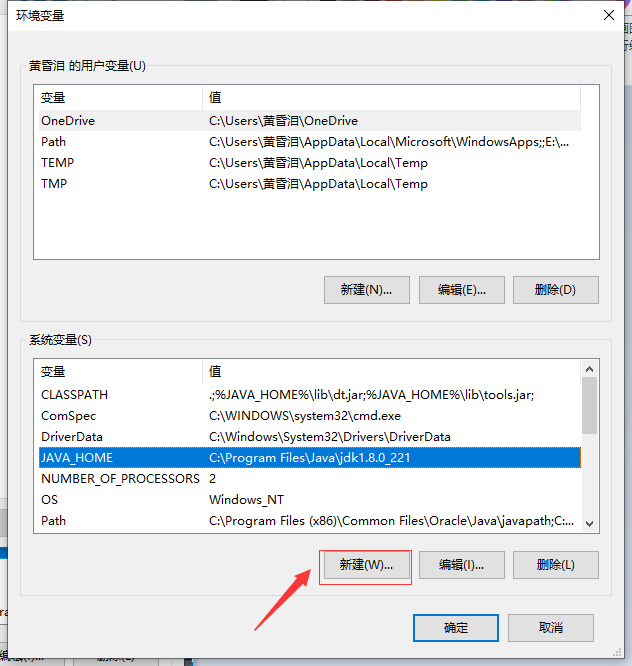 环境变量
黄昏泪 的用户变量(U)
变量 值
OneDrive C:\Users\黄昏泪\OneDrive
Path C:\Users\黄昏泪\AppData\Local\Microsoft\WindowsApps;;E:\...
TEMP C:\Users\黄昏泪\AppData\Local\Temp
TMP C:\Users\黄昏泪\AppData\Local\Temp
新建(N)... 编辑(E)... 删除(D)
系统变量(S)
变量 值
CLASSPATH .;%JAVA_HOME%\lib\dt.jar;%JAVA_HOME%\lib\tools.jar;
ComSpec C:\WINDOWS\system32\cmd.exe
DriverData C:\Windows\System32\Drivers\DriverData
JAVA_HOME C:\Program Files\Java\jdk1.8.0_221
NUMBER_OF_PROCESSORS 2
OS Windows_NT
Path C:\Program Files (x86)\Common Files\Oracle\Java\javapath;C:...
新建(W)... 编辑(I)... 删除(L)
确定 取消